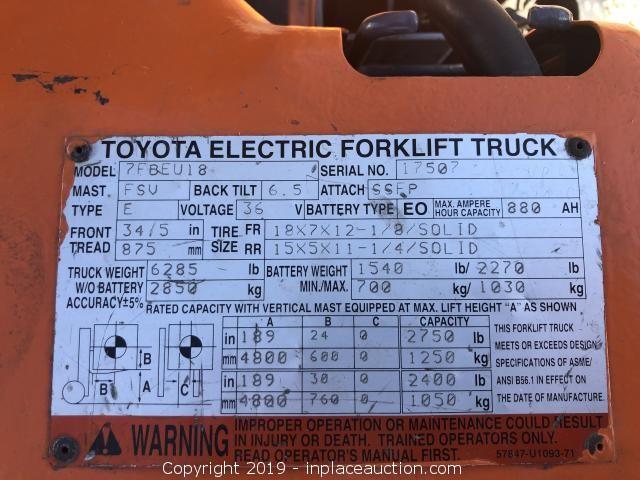 TOYOTA ELECTRIC FORKLIFT TRUCK
MODEL 7FBEU18 SERIAL NO. 17507
MAST FSV BACK TILT 6.5 ATTACH SSFP
TYPE E VOLTAGE 36 V BATTERY TYPE EO MAX. AMPERE HOUR CAPACITY 880 AH
FRONT TREAD 34/5 in TIRE SIZE FR 18X7X12-1/8/SOLID
875 mm RR 15X5X11-1/4/SOLID
TRUCK WEIGHT 6285 lb BATTERY WEIGHT 1540 lb/ 2270 lb
W/O BATTERY 2850 kg MIN./MAX. 700 kg/ 1030 kg
ACCURACY±5% RATED CAPACITY WITH VERTICAL MAST EQUIPPED AT MAX. LIFT HEIGHT "A" AS SHOWN
A B C CAPACITY
in 189 24 0 2750 lb
mm 4800 600 0 1250 kg
in 189 30 0 2400 lb
mm 4800 760 0 1050 kg
B
B A C
THIS FORKLIFT TRUCK
MEETS OR EXCEEDS DESIGN
SPECIFICATIONS OF ASME/
ANSI B56.1 IN EFFECT ON
THE DATE OF MANUFACTURE.
WARNING
IMPROPER OPERATION OR MAINTENANCE COULD RESULT
IN INJURY OR DEATH. TRAINED OPERATORS ONLY.
READ OPERATOR'S MANUAL FIRST.
57847-U1093-71
Copyright 2019 - inplaceauction.com